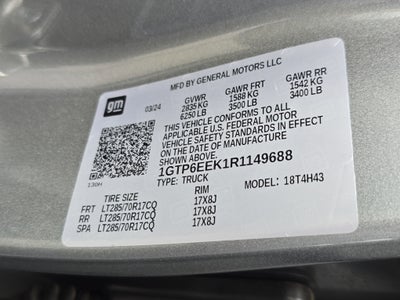 MFD BY GENERAL MOTORS LLC
gm
03/24
GVWR GAWR FRT GAWR RR
2835 KG 1588 KG 1542 KG
6250 LB 3500 LB 3400 LB
THIS VEHICLE CONFORMS TO ALL
APPLICABLE U.S. FEDERAL MOTOR
VEHICLE SAFETY STANDARDS IN EFFECT
ON THE DATE OF MANUFACTURE
SHOWN ABOVE.
1GTP6EEK1R1149688
TYPE: TRUCK MODEL: 18T4H43
TIRE SIZE RIM
FRT LT285/70R17CQ 17X8J
RR LT285/70R17CQ 17X8J
SPA LT285/70R17CQ 17X8J